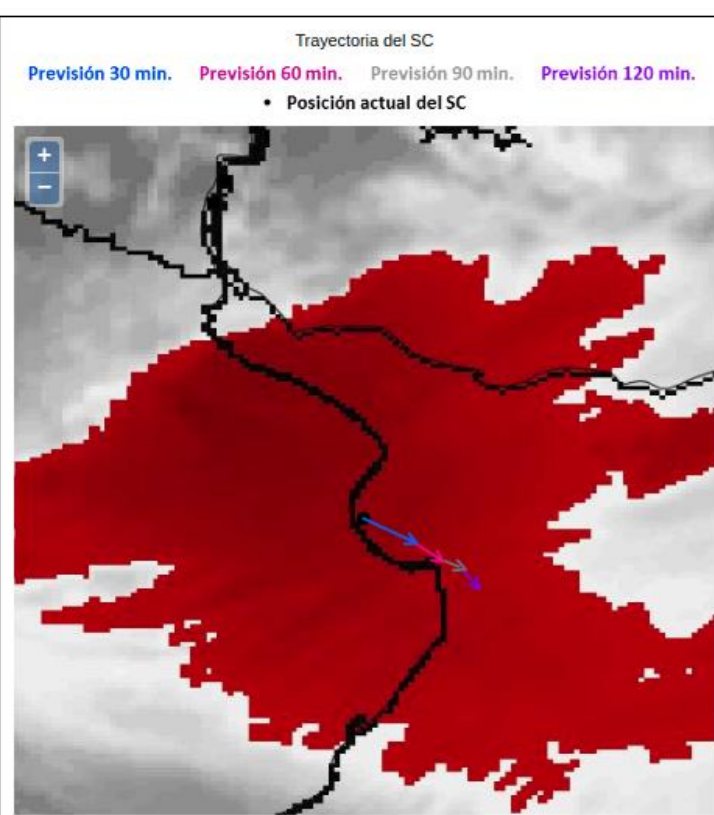 Trayectoria del SC
Previsión 30 min. Previsión 60 min. Previsión 90 min. Previsión 120 min.
• Posición actual del SC
+
−